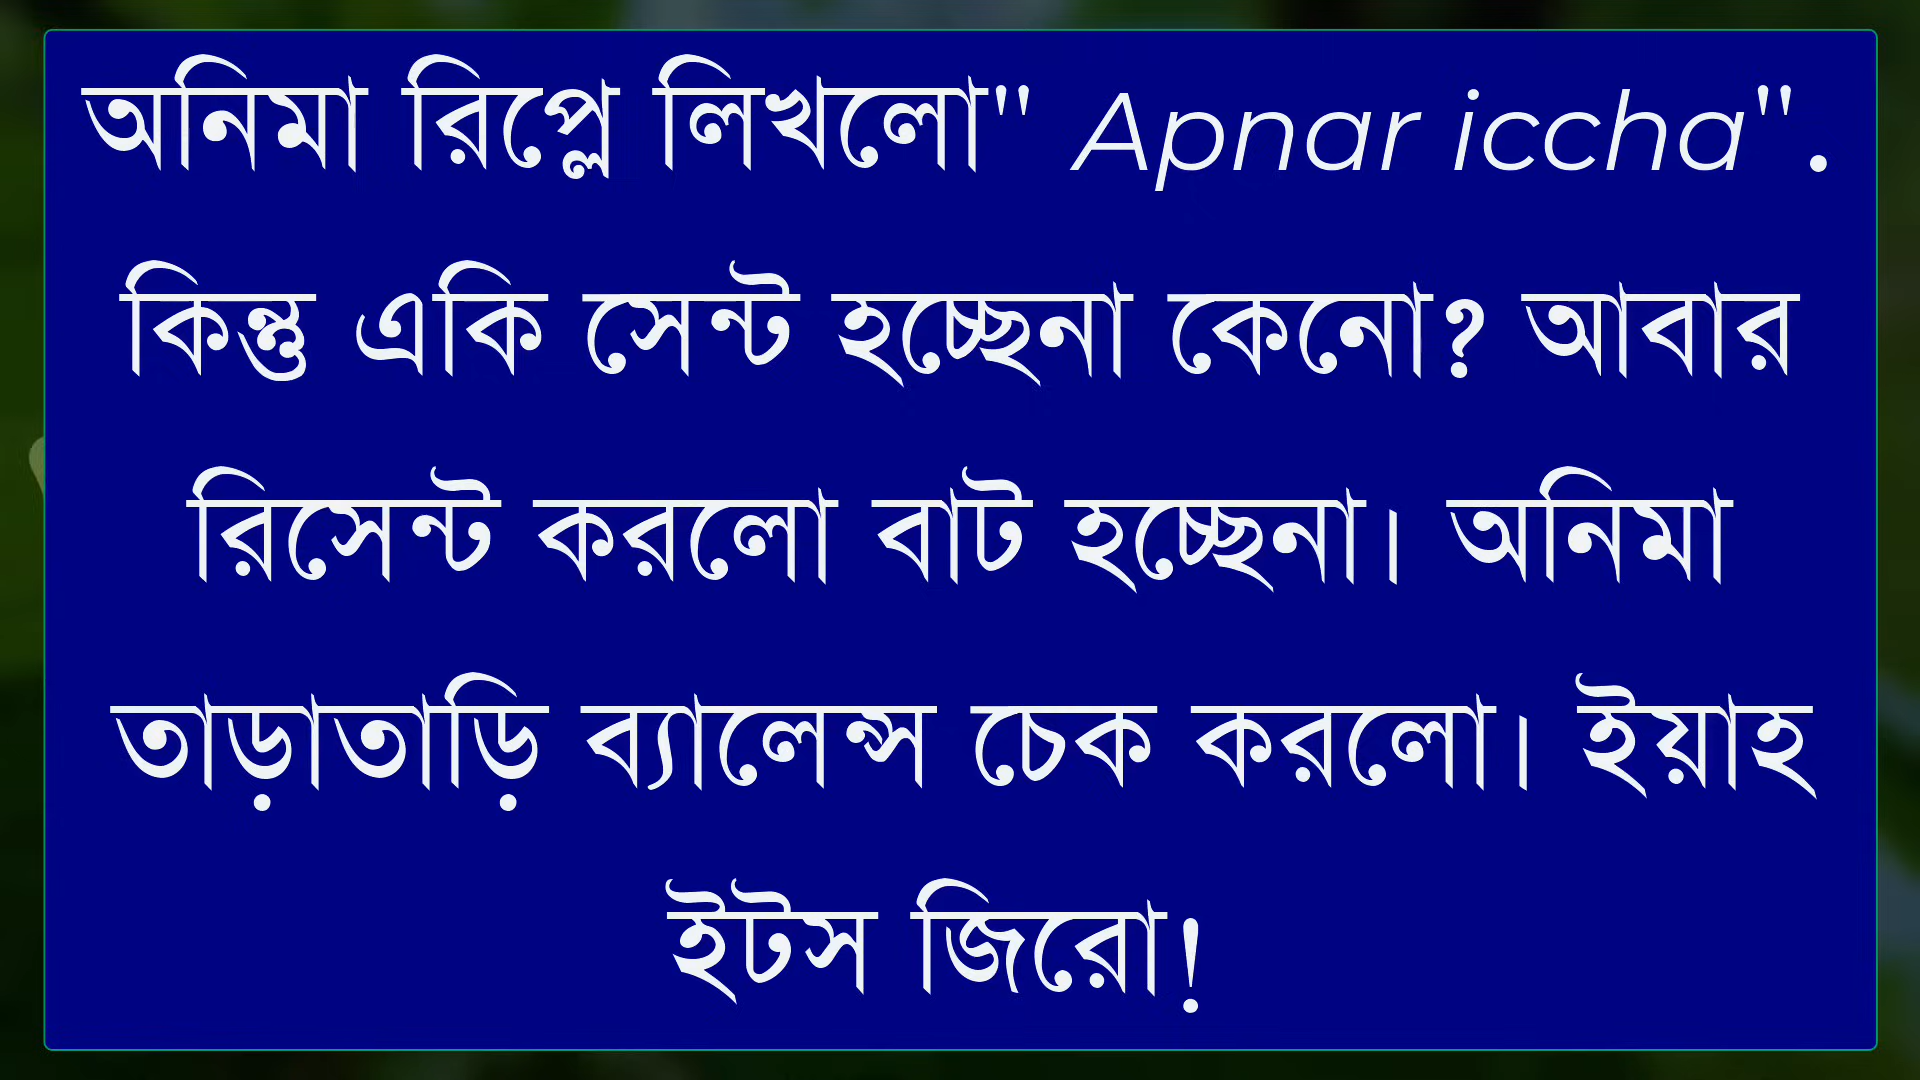 অনিমা রিপ্লে লিখলো" Apnar iccha".
কিন্তু একি সেন্ট হচ্ছেনা কেনো? আবার
রিসেন্ট করলো বাট হচ্ছেনা। অনিমা
তাড়াতাড়ি ব্যালেন্স চেক করলো। ইয়াহ
ইটস জিরো!